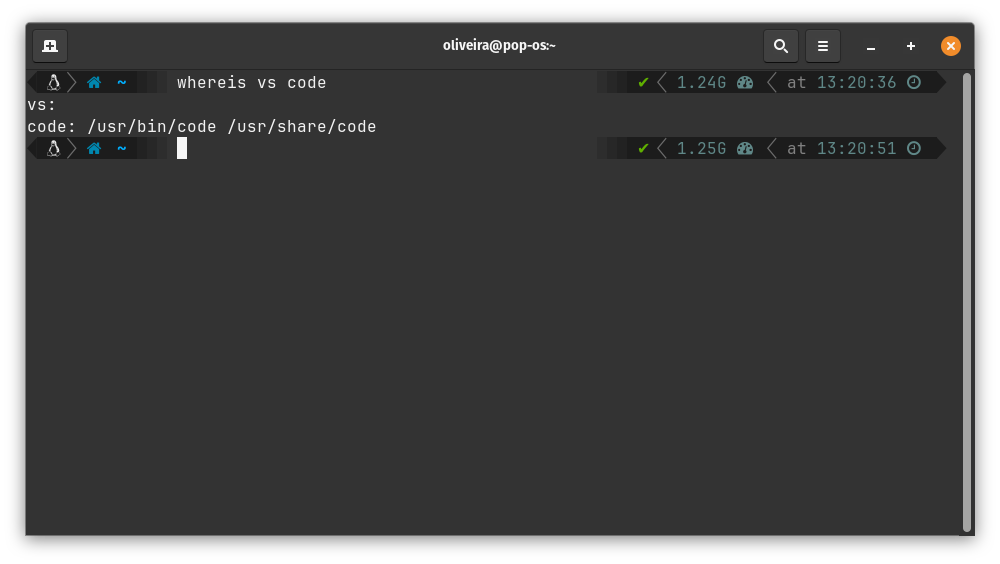 oliveira@pop-os:~
~ whereis vs code ✔ 1.24G at 13:20:36
vs:
code: /usr/bin/code /usr/share/code
~ ✔ 1.25G at 13:20:51